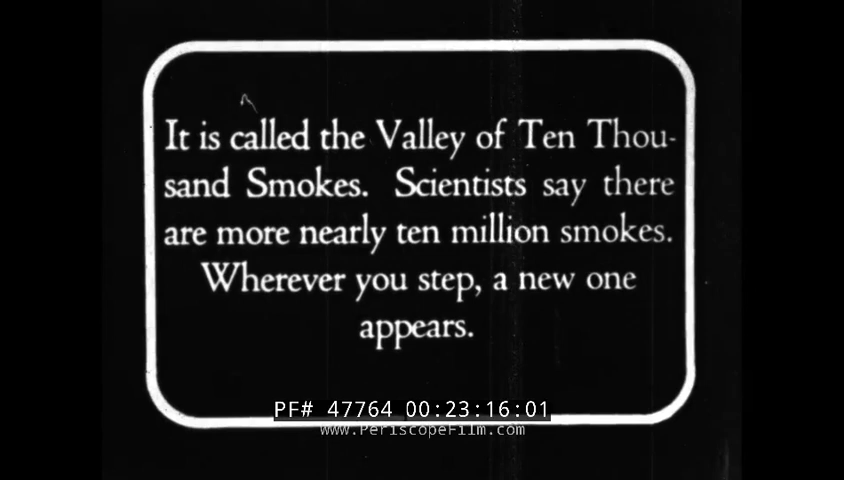 It is called the Valley of Ten Thou-
sand Smokes. Scientists say there
are more nearly ten million smokes.
Wherever you step, a new one
appears.
PF# 47764 00:23:16:01
www.PeriscopeFilm.com